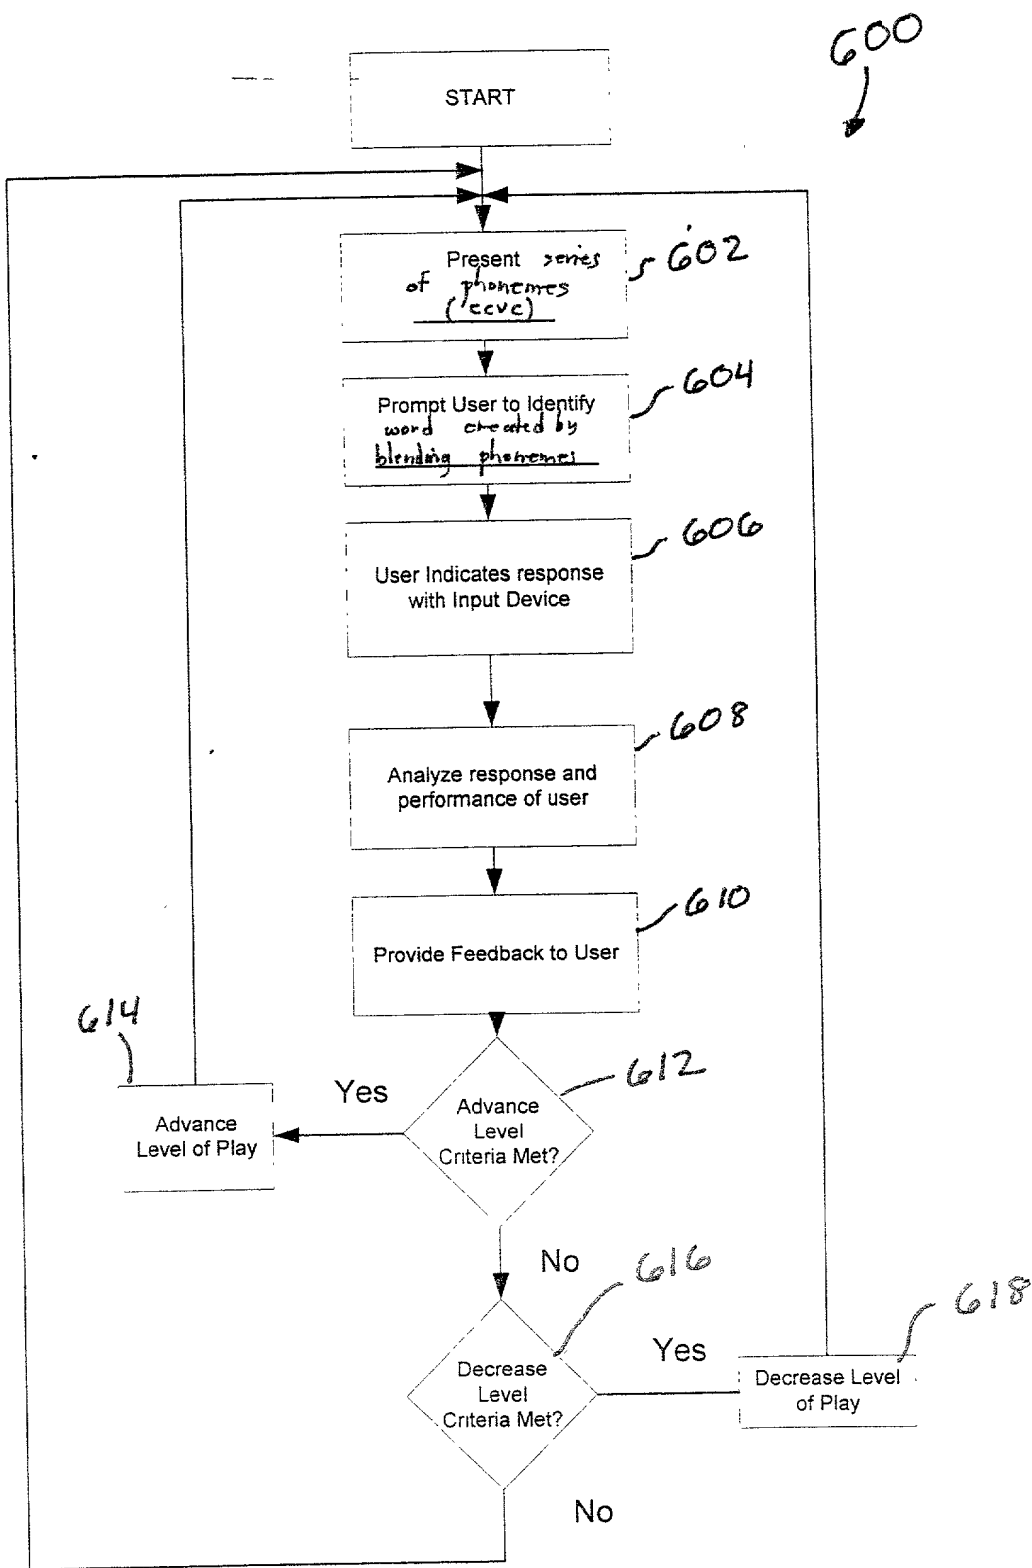 600
START
Present series
of phonemes
(ccvc)
602
Prompt User to Identify
word created by
blending phonemes
604
User Indicates response
with Input Device
606
Analyze response and
performance of user
608
Provide Feedback to User
610
Advance
Level
Criteria Met?
612
Yes
Advance
Level of Play
614
No
Decrease
Level
Criteria Met?
616
Yes
Decrease Level
of Play
618
No